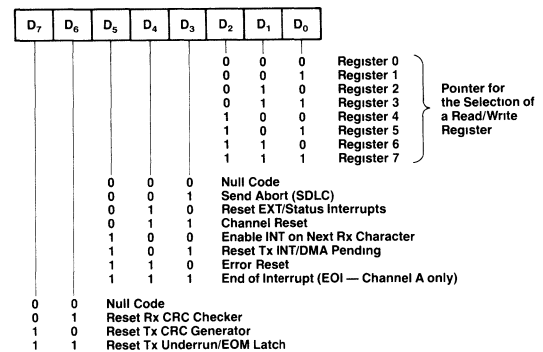 D7 D6 D5 D4 D3 D2 D1 D0
0 0 0 Register 0
0 0 1 Register 1
0 1 0 Register 2
0 1 1 Register 3
1 0 0 Register 4
1 0 1 Register 5
1 1 0 Register 6
1 1 1 Register 7
Pointer for
the Selection of
a Read/Write
Register
0 0 0 Null Code
0 0 1 Send Abort (SDLC)
0 1 0 Reset EXT/Status Interrupts
0 1 1 Channel Reset
1 0 0 Enable INT on Next Rx Character
1 0 1 Reset Tx INT/DMA Pending
1 1 0 Error Reset
1 1 1 End of Interrupt (EOI — Channel A only)
0 0 Null Code
0 1 Reset Rx CRC Checker
1 0 Reset Tx CRC Generator
1 1 Reset Tx Underrun/EOM Latch